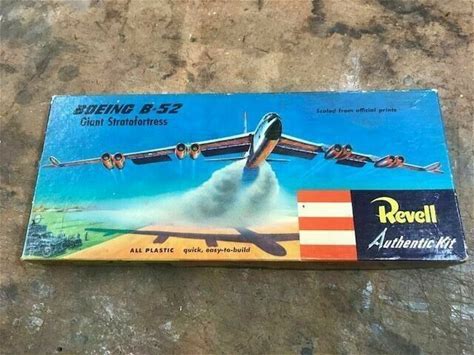 BOEING B-52
Giant Stratofortress
Scaled from official prints
ALL PLASTIC quick, easy-to-build
Revell
Authentic Kit